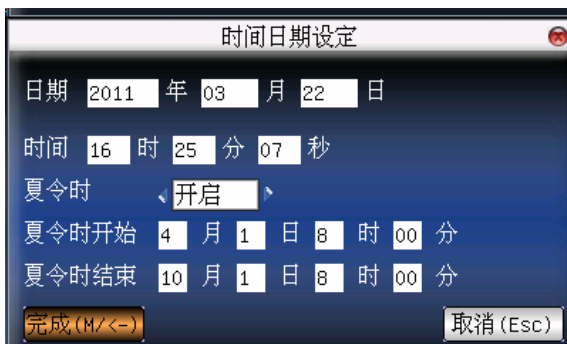 时间日期设定
日期 2011 年 03 月 22 日
时间 16 时 25 分 07 秒
夏令时 开启
夏令时开始 4 月 1 日 8 时 00 分
夏令时结束 10 月 1 日 8 时 00 分
完成(M/<-) 取消(Esc)